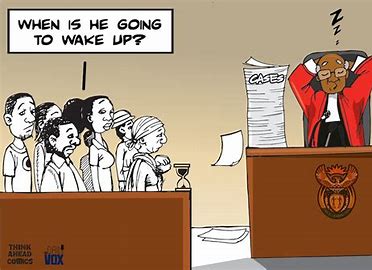 WHEN IS HE GOING
TO WAKE UP?
Z
Z
Z
CASES
THINK
AHEAD
COMICS
VOX